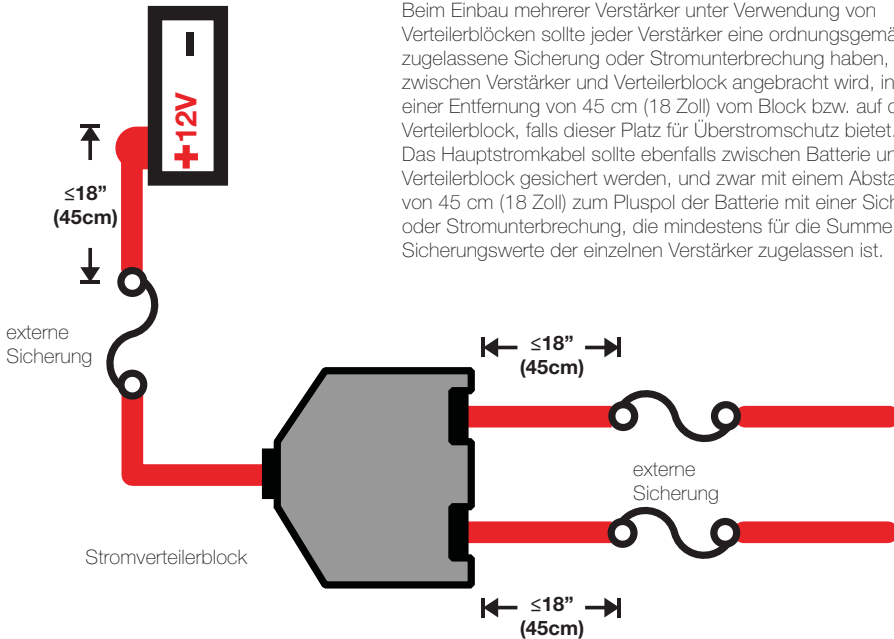 Beim Einbau mehrerer Verstärker unter Verwendung von
Verteilerblöcken sollte jeder Verstärker eine ordnungsgemä
zugelassene Sicherung oder Stromunterbrechung haben,
zwischen Verstärker und Verteilerblock angebracht wird, in
einer Entfernung von 45 cm (18 Zoll) vom Block bzw. auf d
Verteilerblock, falls dieser Platz für Überstromschutz bietet.
Das Hauptstromkabel sollte ebenfalls zwischen Batterie un
Verteilerblock gesichert werden, und zwar mit einem Absta
von 45 cm (18 Zoll) zum Pluspol der Batterie mit einer Sich
oder Stromunterbrechung, die mindestens für die Summe
Sicherungswerte der einzelnen Verstärker zugelassen ist.
+12V –
≤18”
(45cm)
externe
Sicherung
≤18”
(45cm)
externe
Sicherung
Stromverteilerblock
≤18”
(45cm)